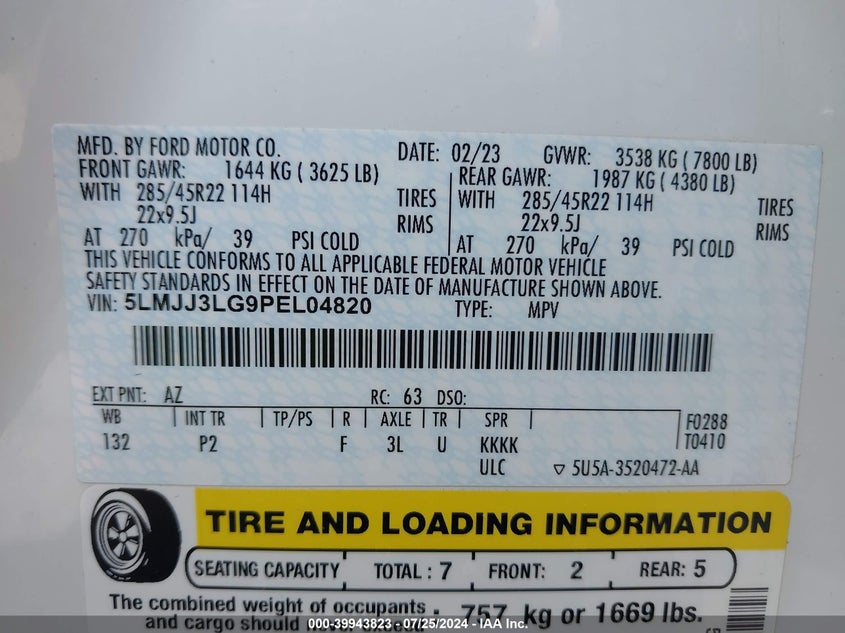 MFD. BY FORD MOTOR CO. DATE: 02/23 GVWR: 3538 KG ( 7800 LB)
FRONT GAWR: 1644 KG ( 3625 LB) REAR GAWR: 1987 KG ( 4380 LB)
WITH 285/45R22 114H TIRES WITH 285/45R22 114H TIRES
22x9.5J RIMS 22x9.5J RIMS
AT 270 kPa/ 39 PSI COLD AT 270 kPa/ 39 PSI COLD
THIS VEHICLE CONFORMS TO ALL APPLICABLE FEDERAL MOTOR VEHICLE
SAFETY STANDARDS IN EFFECT ON THE DATE OF MANUFACTURE SHOWN ABOVE.
VIN: 5LMJJ3LG9PEL04820 TYPE: MPV
EXT PNT: AZ RC: 63 DSO:
WB INT TR TP/PS R AXLE TR SPR F0288
132 P2 F 3L U KKKK T0410
ULC ▽ 5U5A-3520472-AA
TIRE AND LOADING INFORMATION
SEATING CAPACITY TOTAL : 7 FRONT: 2 REAR: 5
The combined weight of occupants
and cargo should never exceed : 757 kg or 1669 lbs.
000-39943823 - 07/25/2024 - IAA Inc.